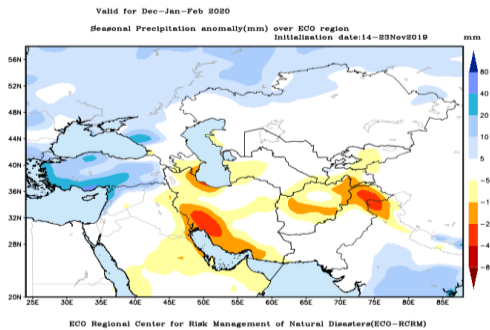 Valid for Dec-Jan-Feb 2020
Seasonal Precipitation anomaly(mm) over ECO region
Initialization date:14-23Nov2019
mm
56N
52N
48N
44N
40N
36N
32N
28N
24N
20N
25E 30E 35E 40E 45E 50E 55E 60E 65E 70E 75E 80E 85E
80
40
20
10
5
-5
-1
-2
-4
-8
ECO Regional Center for Risk Management of Natural Disasters(ECO-RCRM)